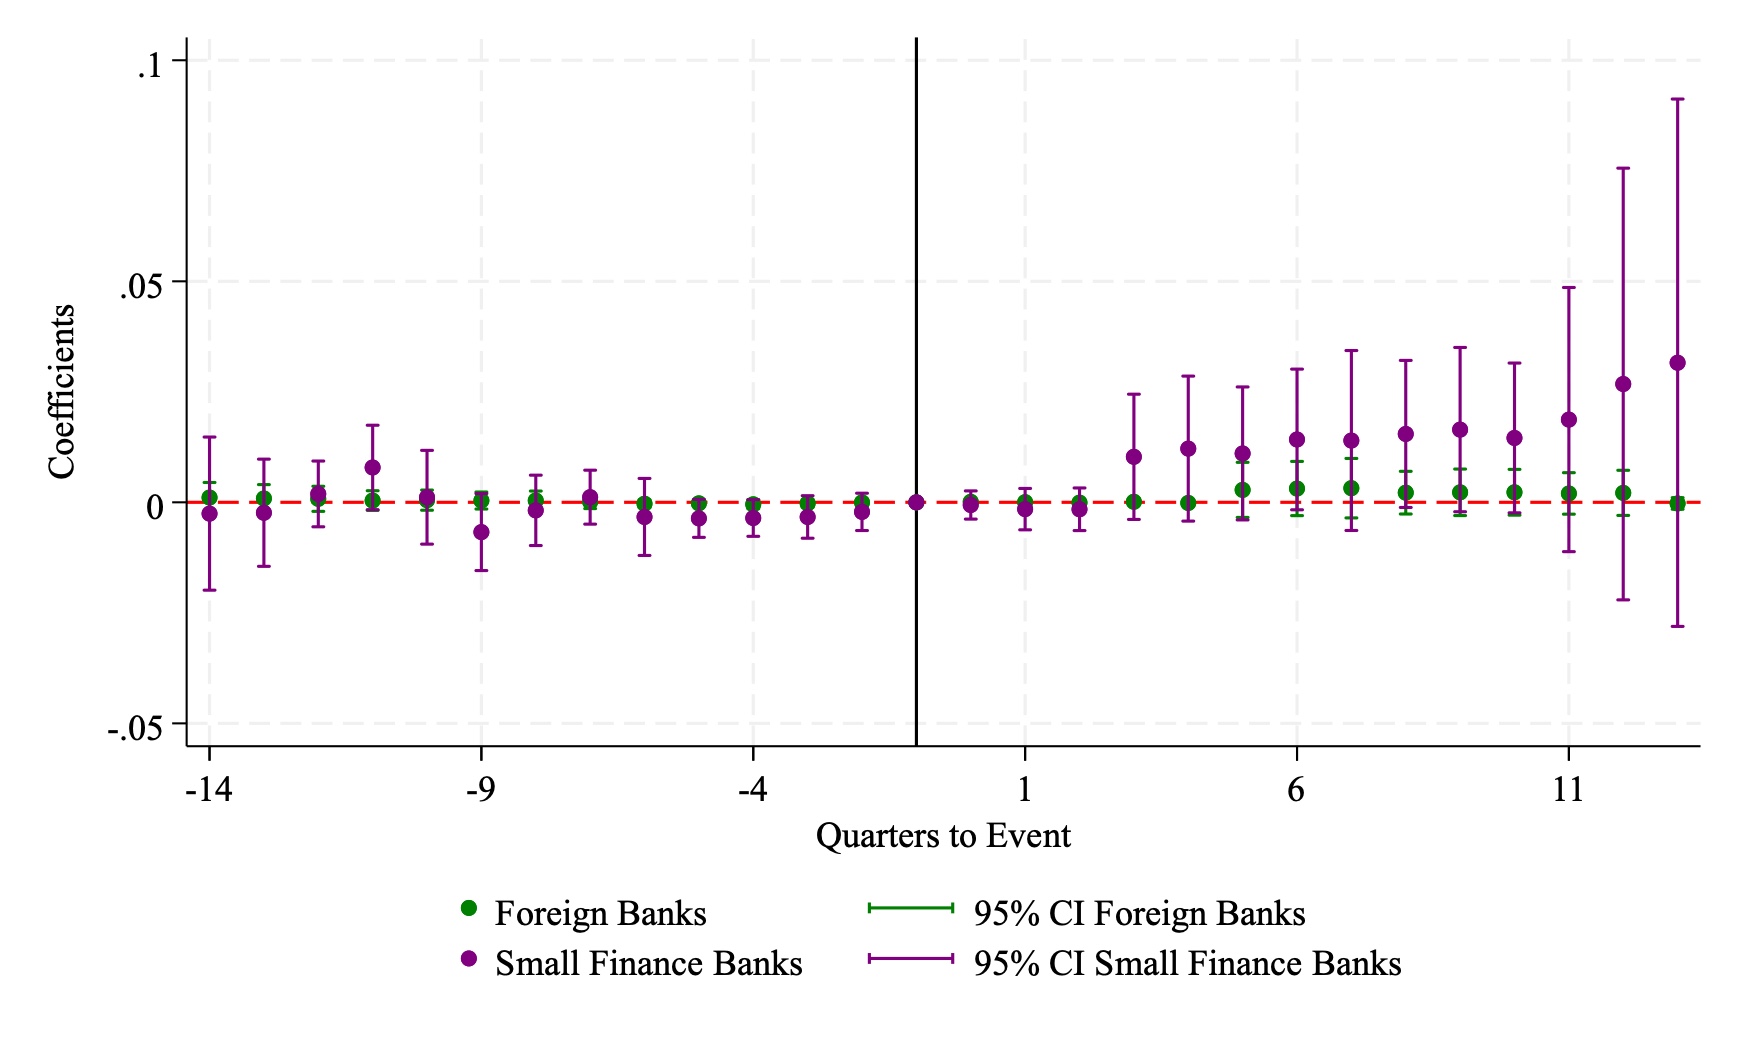 .1
.05
0
-.05
Coefficients
-14 -9 -4 1 6 11
Quarters to Event
Foreign Banks 95% CI Foreign Banks
Small Finance Banks 95% CI Small Finance Banks